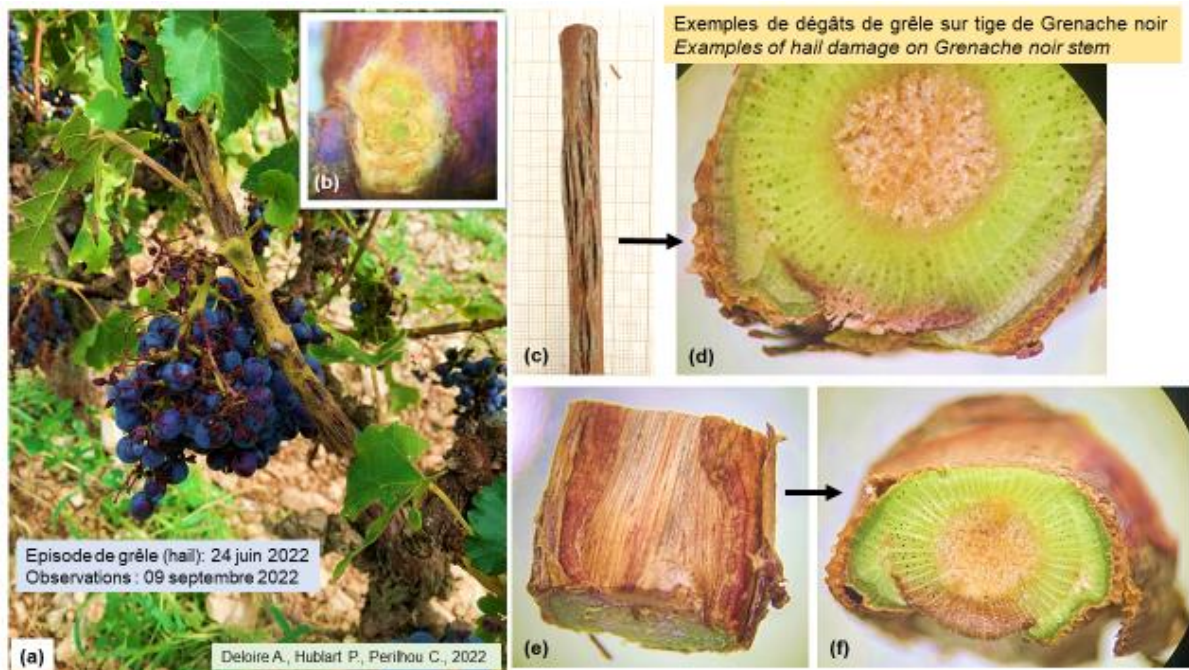 Exemples de dégâts de grêle sur tige de Grenache noir
Examples of hail damage on Grenache noir stem
(b)
(c)
(d)
Episode de grêle (hail): 24 juin 2022
Observations : 09 septembre 2022
(a)
Deloire A., Hublart P., Perilhou C., 2022
(e)
(f)